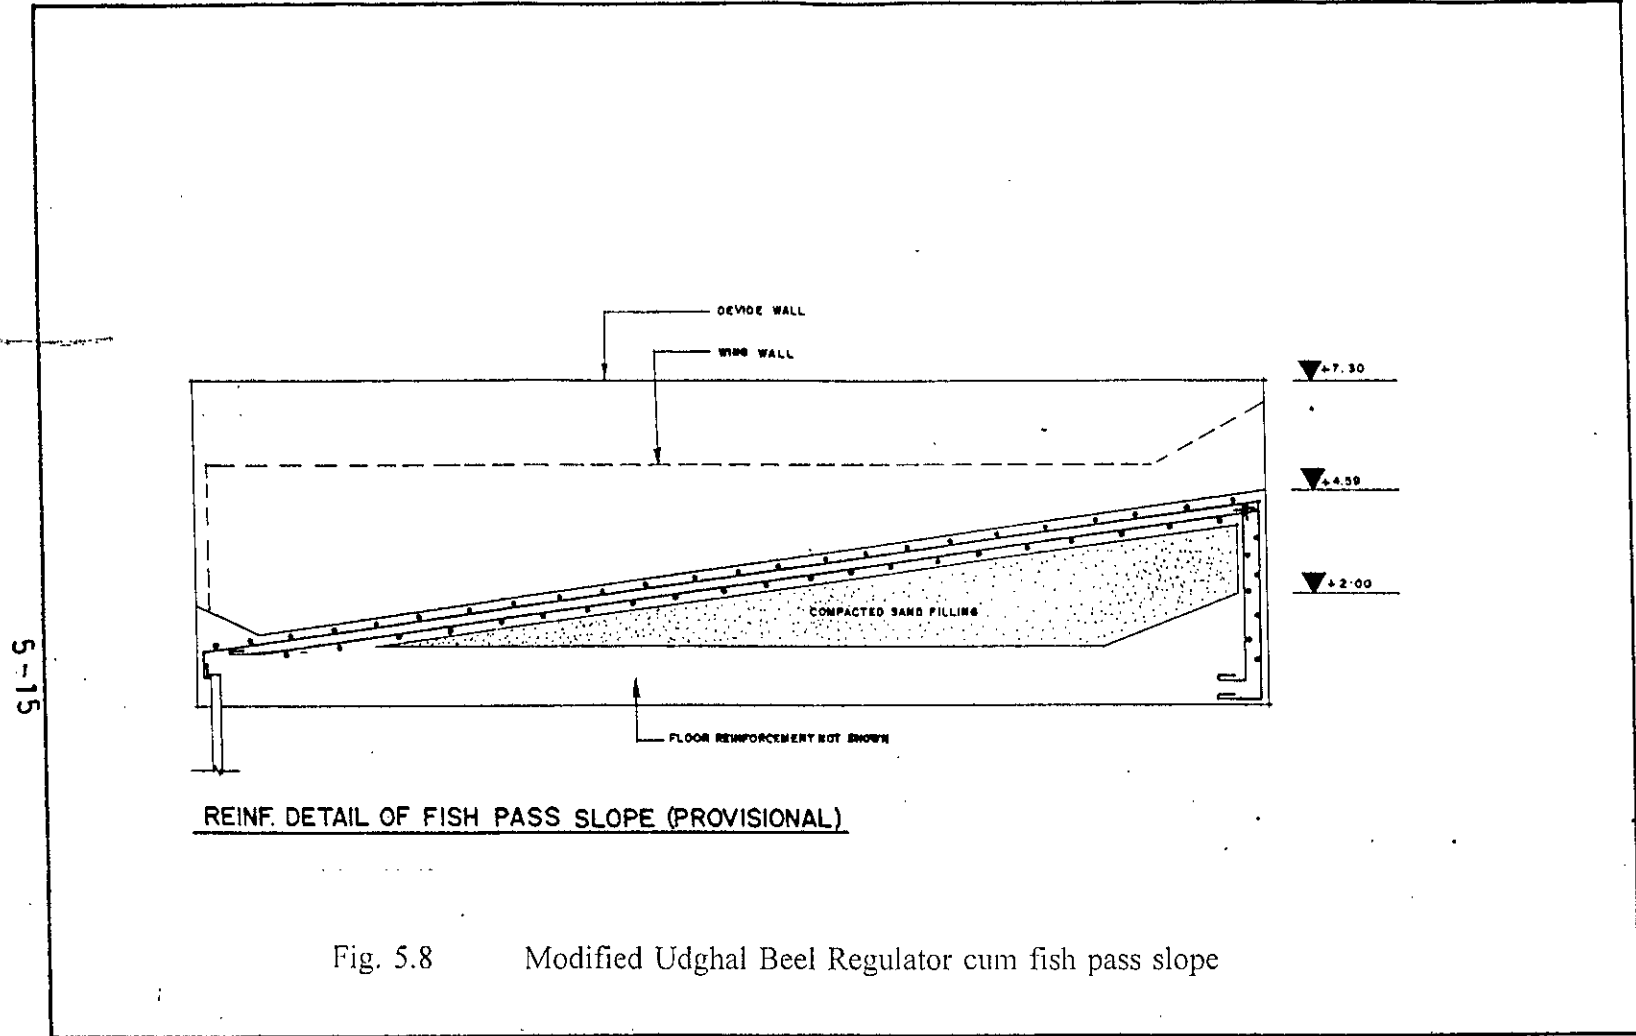 DEVIDE WALL
WING WALL
+7.30
+4.59
+2.00
COMPACTED SAND FILLING
5-15
FLOOR REINFORCEMENT NOT SHOWN
REINF. DETAIL OF FISH PASS SLOPE (PROVISIONAL)
Fig. 5.8 Modified Udghal Beel Regulator cum fish pass slope